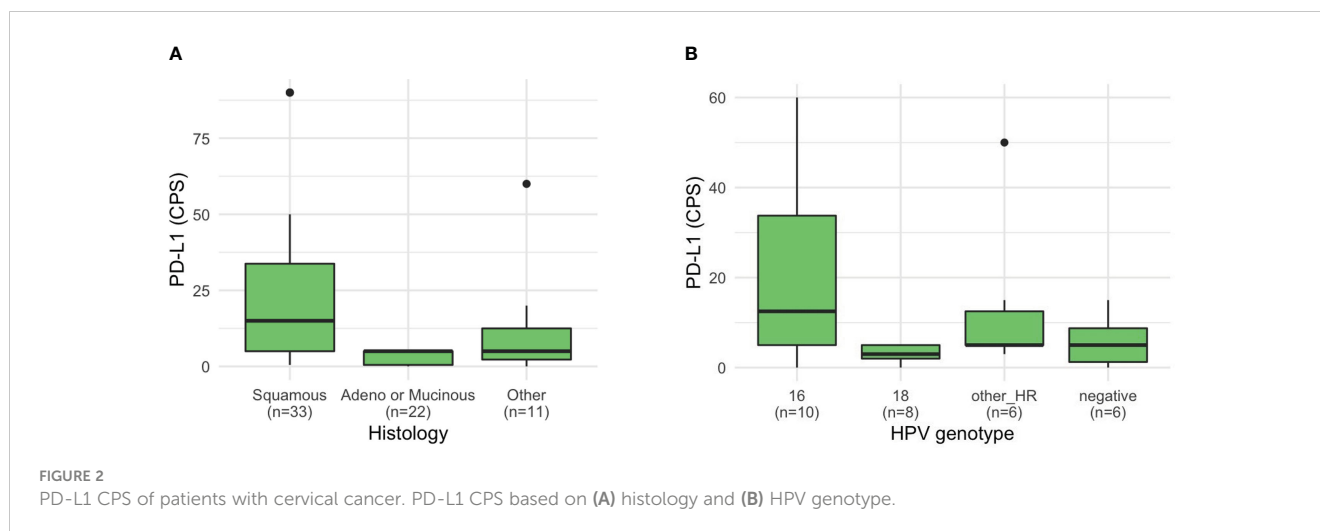 A
PD-L1 (CPS)
75
50
25
0
Squamous
(n=33)
Adeno or Mucinous
(n=22)
Other
(n=11)
Histology
B
PD-L1 (CPS)
60
40
20
0
16
(n=10)
18
(n=8)
other_HR
(n=6)
negative
(n=6)
HPV genotype
FIGURE 2
PD-L1 CPS of patients with cervical cancer. PD-L1 CPS based on (A) histology and (B) HPV genotype.